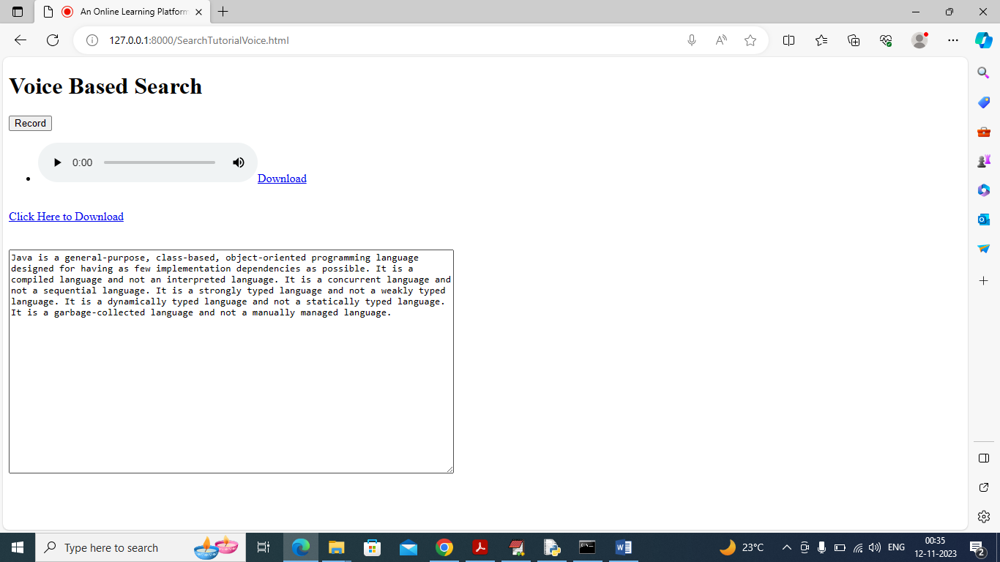 An Online Learning Platform
127.0.0.1:8000/SearchTutorialVoice.html
Voice Based Search
Record
0:00
Download
Click Here to Download
Java is a general-purpose, class-based, object-oriented programming language
designed for having as few implementation dependencies as possible. It is a
compiled language and not an interpreted language. It is a concurrent language and
not a sequential language. It is a strongly typed language and not a weakly typed
language. It is a dynamically typed language and not a statically typed language.
It is a garbage-collected language and not a manually managed language.
Type here to search
23°C
ENG
00:35
12-11-2023
2